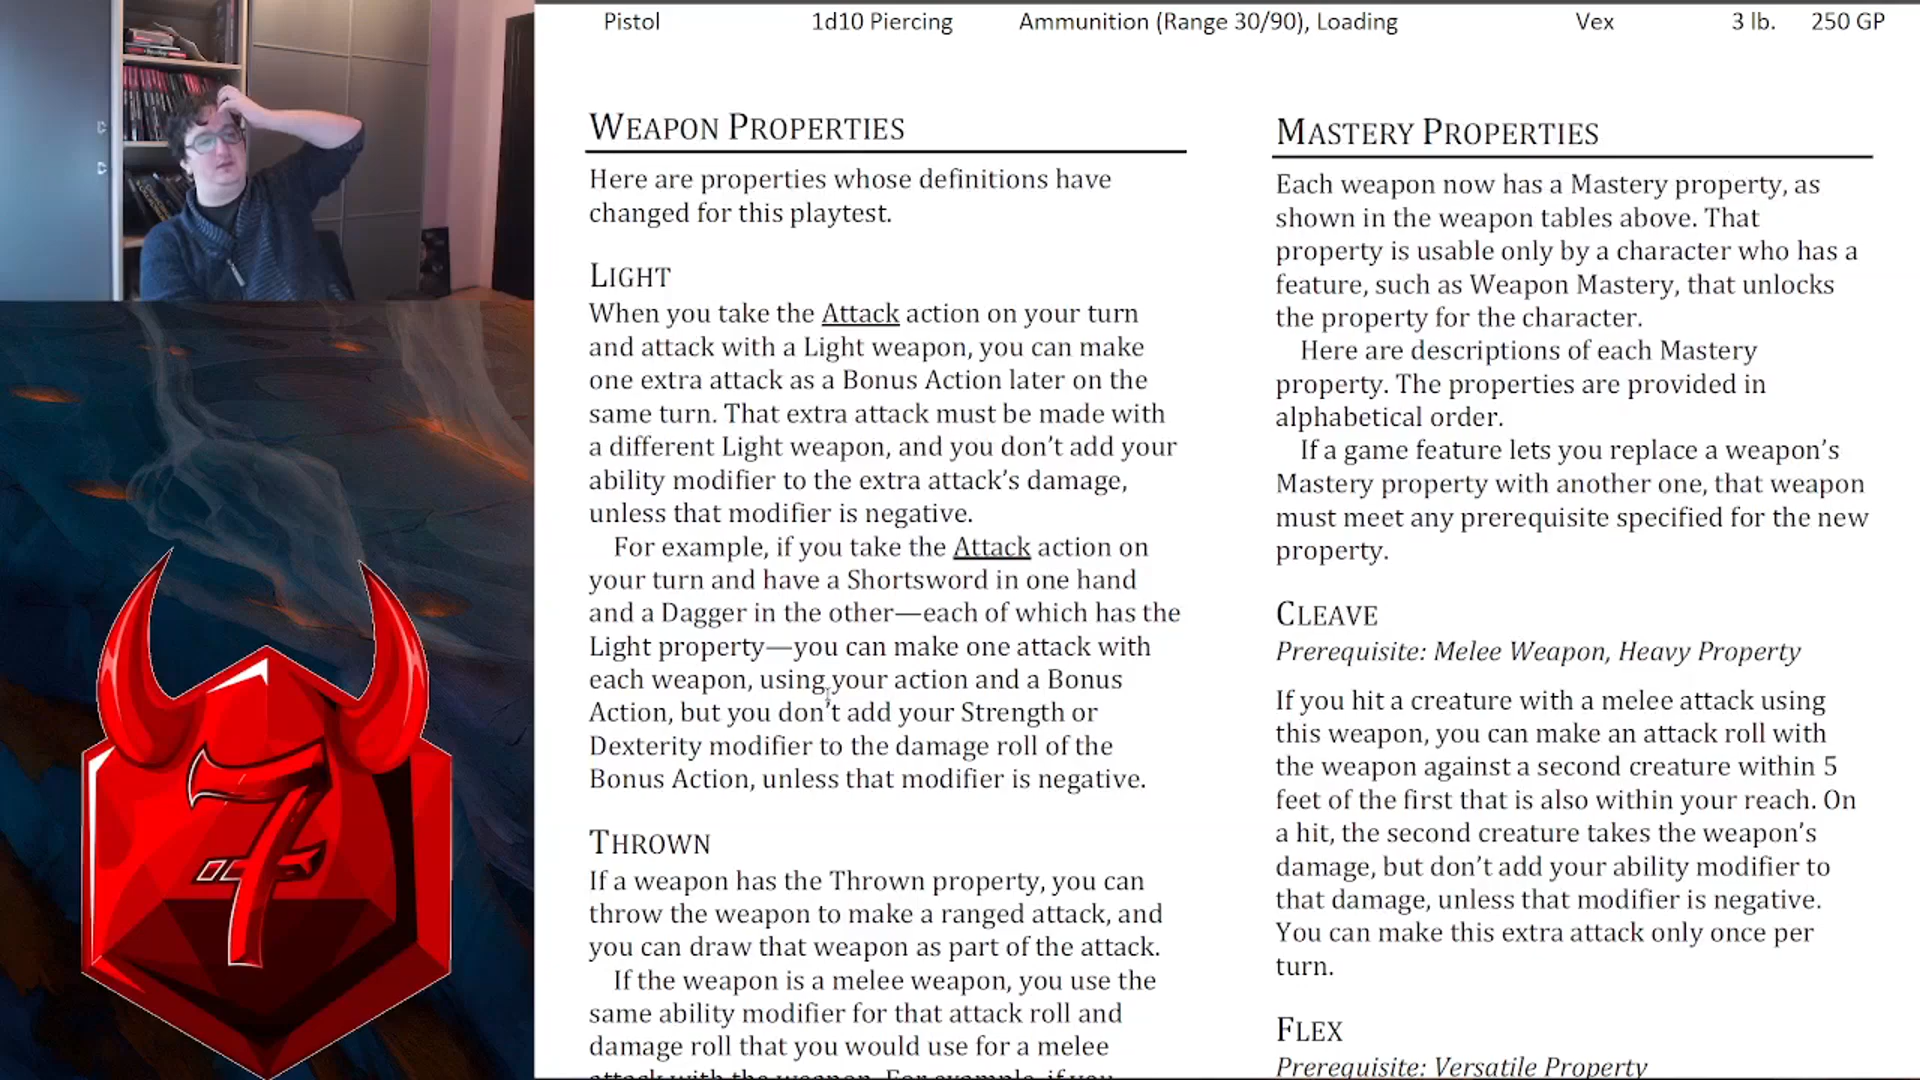 Pistol 1d10 Piercing Ammunition (Range 30/90), Loading Vex 3 lb. 250 GP
WEAPON PROPERTIES
Here are properties whose definitions have
changed for this playtest.
LIGHT
When you take the Attack action on your turn
and attack with a Light weapon, you can make
one extra attack as a Bonus Action later on the
same turn. That extra attack must be made with
a different Light weapon, and you don’t add your
ability modifier to the extra attack’s damage,
unless that modifier is negative.
For example, if you take the Attack action on
your turn and have a Shortsword in one hand
and a Dagger in the other—each of which has the
Light property—you can make one attack with
each weapon, using your action and a Bonus
Action, but you don’t add your Strength or
Dexterity modifier to the damage roll of the
Bonus Action, unless that modifier is negative.
THROWN
If a weapon has the Thrown property, you can
throw the weapon to make a ranged attack, and
you can draw that weapon as part of the attack.
If the weapon is a melee weapon, you use the
same ability modifier for that attack roll and
damage roll that you would use for a melee
attack with the weapon. For example, if you
MASTERY PROPERTIES
Each weapon now has a Mastery property, as
shown in the weapon tables above. That
property is usable only by a character who has a
feature, such as Weapon Mastery, that unlocks
the property for the character.
Here are descriptions of each Mastery
property. The properties are provided in
alphabetical order.
If a game feature lets you replace a weapon’s
Mastery property with another one, that weapon
must meet any prerequisite specified for the new
property.
CLEAVE
Prerequisite: Melee Weapon, Heavy Property
If you hit a creature with a melee attack using
this weapon, you can make an attack roll with
the weapon against a second creature within 5
feet of the first that is also within your reach. On
a hit, the second creature takes the weapon’s
damage, but don’t add your ability modifier to
that damage, unless that modifier is negative.
You can make this extra attack only once per
turn.
FLEX
Prerequisite: Versatile Property
7